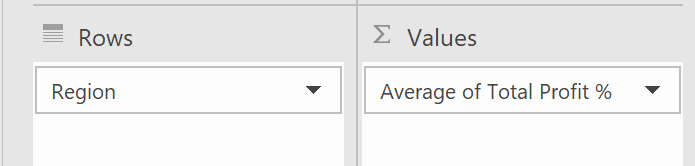 Rows
Values
Region
Average of Total Profit %